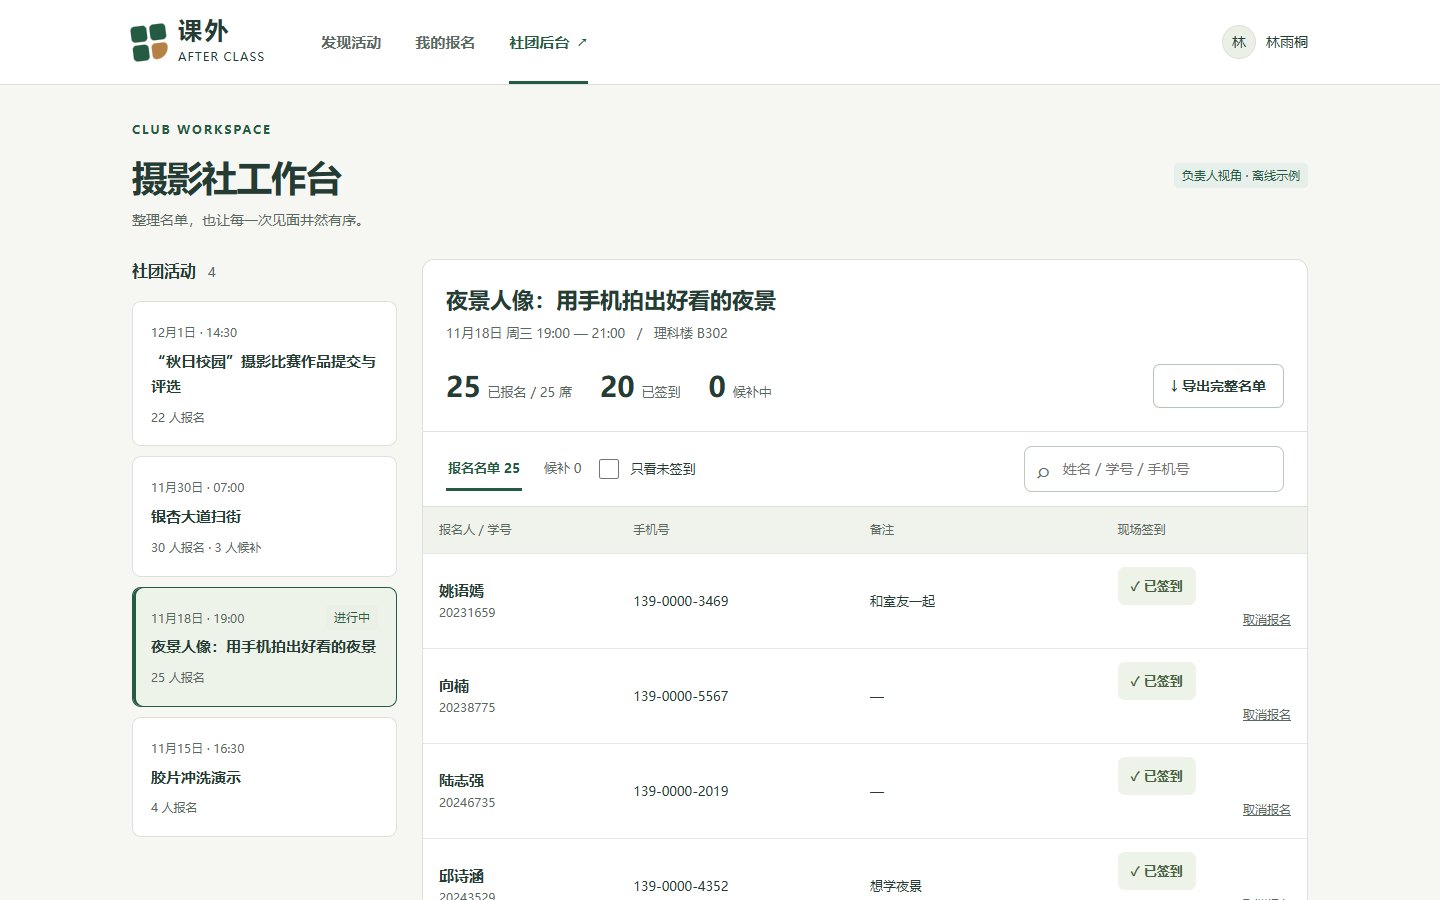 课外
AFTER CLASS
发现活动
我的报名
社团后台 ↗
林
林雨桐
CLUB WORKSPACE
摄影社工作台
整理名单，也让每一次见面井然有序。
负责人视角 · 离线示例
社团活动 4
12月1日 · 14:30
“秋日校园”摄影比赛作品提交与
评选
22 人报名
11月30日 · 07:00
银杏大道扫街
30 人报名 · 3 人候补
11月18日 · 19:00
进行中
夜景人像：用手机拍出好看的夜景
25 人报名
11月15日 · 16:30
胶片冲洗演示
4 人报名
夜景人像：用手机拍出好看的夜景
11月18日 周三 19:00 — 21:00 / 理科楼 B302
25 已报名 / 25 席
20 已签到
0 候补中
↓ 导出完整名单
报名名单 25
候补 0
只看未签到
姓名 / 学号 / 手机号
报名人 / 学号
手机号
备注
现场签到
姚语嫣
20231659
139-0000-3469
和室友一起
✓ 已签到
取消报名
向楠
20238775
139-0000-5567
—
✓ 已签到
取消报名
陆志强
20246735
139-0000-2019
—
✓ 已签到
取消报名
邱诗涵
20243529
139-0000-4352
想学夜景
✓ 已签到